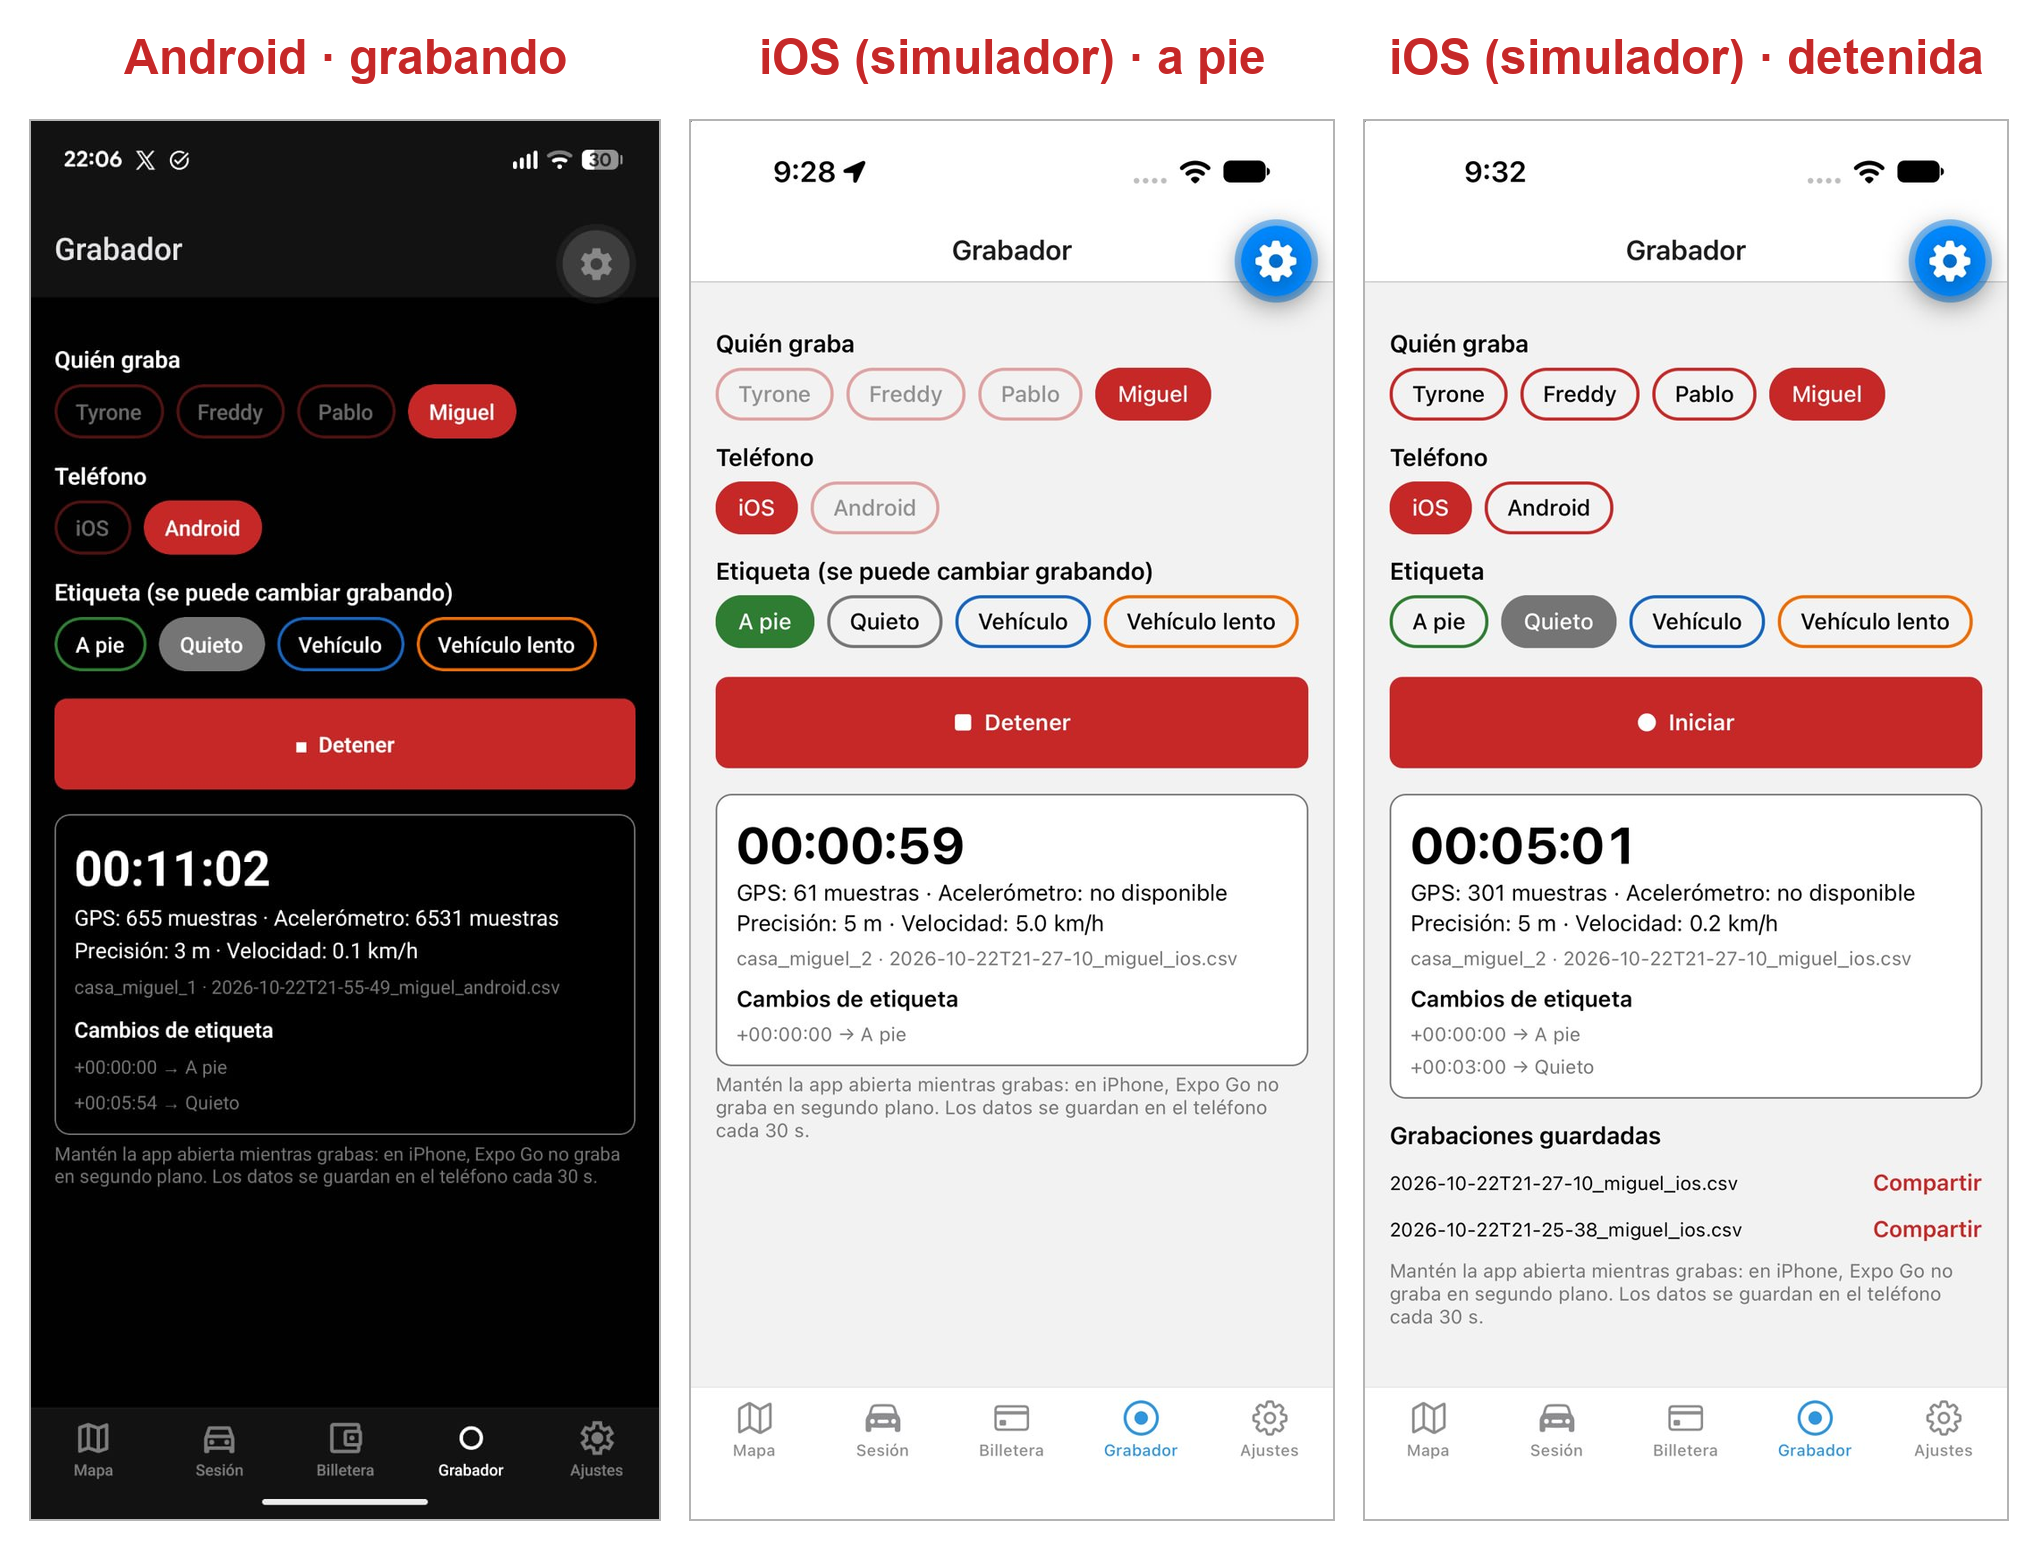 Android · grabando
22:06
30
Grabador
Quién graba
Tyrone Freddy Pablo Miguel
Teléfono
iOS Android
Etiqueta (se puede cambiar grabando)
A pie Quieto Vehículo Vehículo lento
■ Detener
00:11:02
GPS: 655 muestras · Acelerómetro: 6531 muestras
Precisión: 3 m · Velocidad: 0.1 km/h
casa_miguel_1 · 2026-10-22T21-55-49_miguel_android.csv
Cambios de etiqueta
+00:00:00 → A pie
+00:05:54 → Quieto
Mantén la app abierta mientras grabas: en iPhone, Expo Go no graba
en segundo plano. Los datos se guardan en el teléfono cada 30 s.
Mapa Sesión Billetera Grabador Ajustes
iOS (simulador) · a pie
9:28
Grabador
Quién graba
Tyrone Freddy Pablo Miguel
Teléfono
iOS Android
Etiqueta (se puede cambiar grabando)
A pie Quieto Vehículo Vehículo lento
■ Detener
00:00:59
GPS: 61 muestras · Acelerómetro: no disponible
Precisión: 5 m · Velocidad: 5.0 km/h
casa_miguel_2 · 2026-10-22T21-27-10_miguel_ios.csv
Cambios de etiqueta
+00:00:00 → A pie
Mantén la app abierta mientras grabas: en iPhone, Expo Go no
graba en segundo plano. Los datos se guardan en el teléfono
cada 30 s.
Mapa Sesión Billetera Grabador Ajustes
iOS (simulador) · detenida
9:32
Grabador
Quién graba
Tyrone Freddy Pablo Miguel
Teléfono
iOS Android
Etiqueta
A pie Quieto Vehículo Vehículo lento
● Iniciar
00:05:01
GPS: 301 muestras · Acelerómetro: no disponible
Precisión: 5 m · Velocidad: 0.2 km/h
casa_miguel_2 · 2026-10-22T21-27-10_miguel_ios.csv
Cambios de etiqueta
+00:00:00 → A pie
+00:03:00 → Quieto
Grabaciones guardadas
2026-10-22T21-27-10_miguel_ios.csv Compartir
2026-10-22T21-25-38_miguel_ios.csv Compartir
Mantén la app abierta mientras grabas: en iPhone, Expo Go no
graba en segundo plano. Los datos se guardan en el teléfono
cada 30 s.
Mapa Sesión Billetera Grabador Ajustes